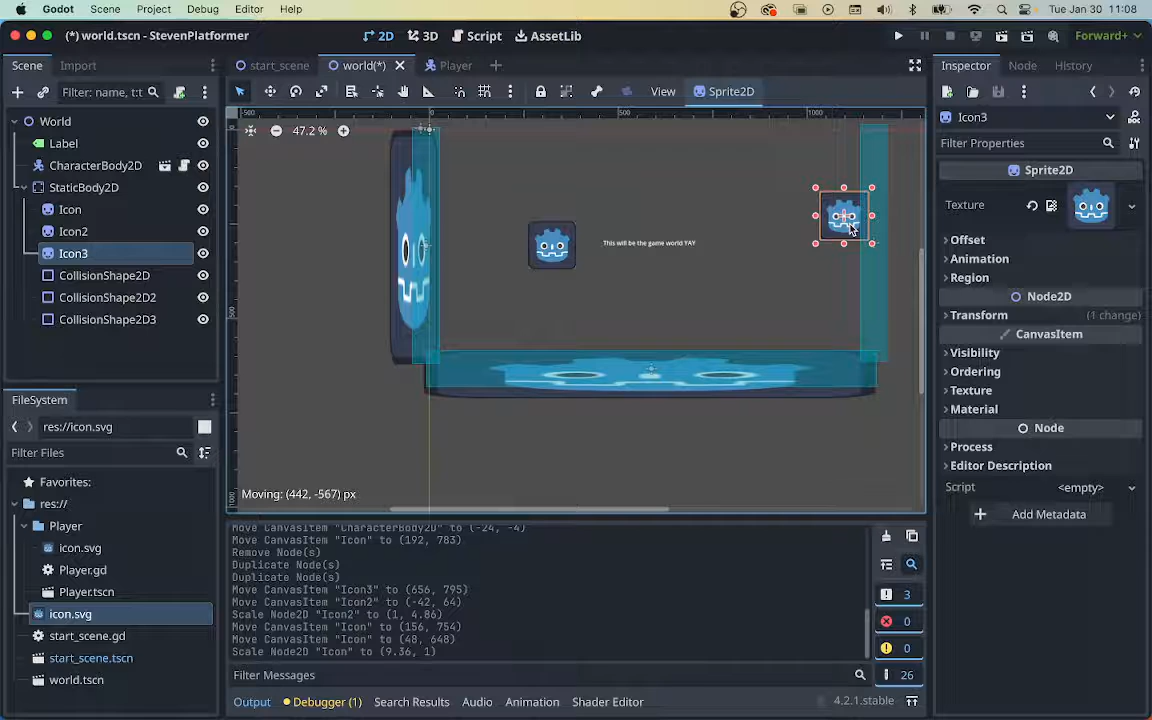 Godot Scene Project Debug Editor Help Tue Jan 30 11:08
(*) world.tscn - StevenPlatformer 2D 3D Script AssetLib Forward+
Scene Import start_scene world(*) Player Inspector Node History
Filter: name, t:t View Sprite2D
World
Label
CharacterBody2D
StaticBody2D
Icon
Icon2
Icon3
CollisionShape2D
CollisionShape2D2
CollisionShape2D3
-500 0 500 1000
47.2 %
This will be the game world YAY
500
1000
Moving: (442, -567) px
Icon3
Filter Properties
Sprite2D
Texture
Offset
Animation
Region
Node2D
Transform (1 change)
CanvasItem
Visibility
Ordering
Texture
Material
Node
Process
Editor Description
Script <empty>
Add Metadata
FileSystem
res://icon.svg
Filter Files
Favorites:
res://
Player
icon.svg
Player.gd
Player.tscn
icon.svg
start_scene.gd
start_scene.tscn
world.tscn
Move CanvasItem "CharacterBody2D" to (-24, -4)
Move CanvasItem "Icon" to (192, 783)
Remove Node(s)
Duplicate Node(s)
Duplicate Node(s)
Move CanvasItem "Icon3" to (656, 795)
Move CanvasItem "Icon2" to (-42, 64)
Scale Node2D "Icon2" to (1, 4.86)
Move CanvasItem "Icon" to (156, 754)
Move CanvasItem "Icon" to (48, 648)
Scale Node2D "Icon" to (9.36, 1)
3
0
0
26
Filter Messages
Output Debugger (1) Search Results Audio Animation Shader Editor 4.2.1.stable